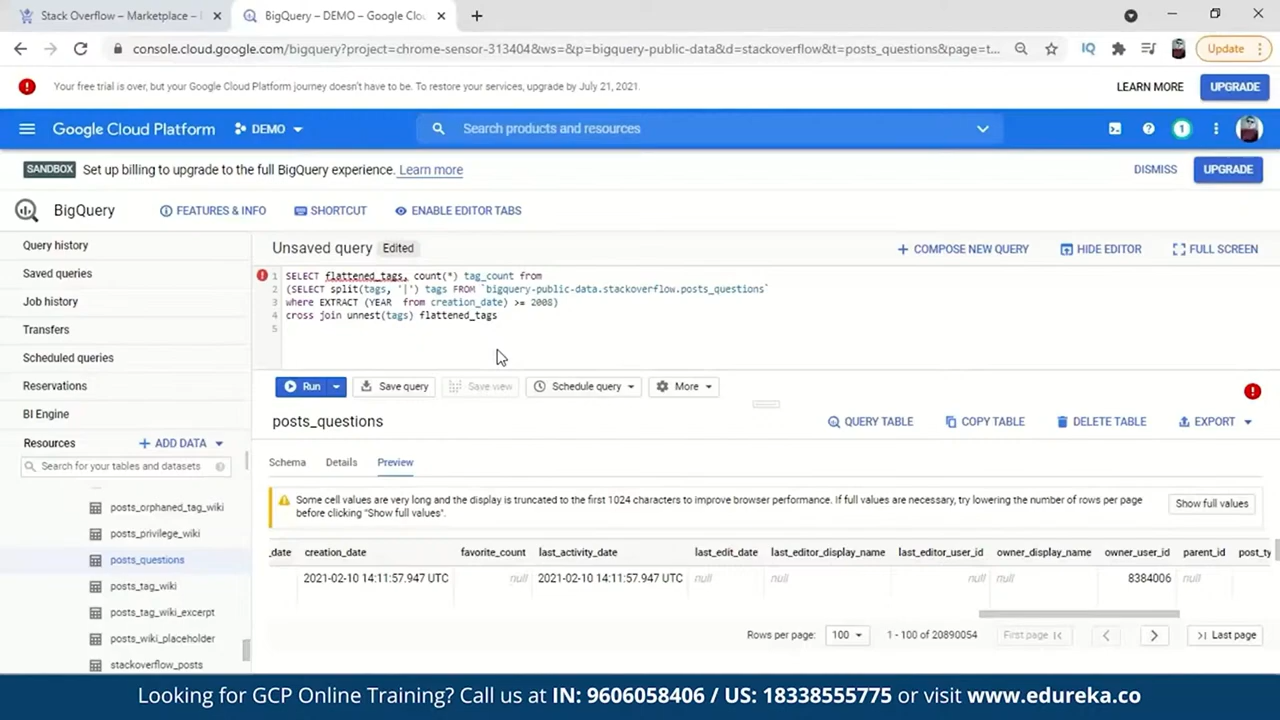 Stack Overflow – Marketplace –
BigQuery – DEMO – Google Clou
console.cloud.google.com/bigquery?project=chrome-sensor-313404&ws=&p=bigquery-public-data&d=stackoverflow&t=posts_questions&page=t...
IQ
Update
Your free trial is over, but your Google Cloud Platform journey doesn't have to be. To restore your services, upgrade by July 21, 2021.
LEARN MORE
UPGRADE
Google Cloud Platform
DEMO
Search products and resources
1
SANDBOX
Set up billing to upgrade to the full BigQuery experience. Learn more
DISMISS
UPGRADE
BigQuery
FEATURES & INFO
SHORTCUT
ENABLE EDITOR TABS
Query history
Saved queries
Job history
Transfers
Scheduled queries
Reservations
BI Engine
Resources
ADD DATA
Search for your tables and datasets
posts_orphaned_tag_wiki
posts_privilege_wiki
posts_questions
posts_tag_wiki
posts_tag_wiki_excerpt
posts_wiki_placeholder
stackoverflow_posts
Unsaved query Edited
COMPOSE NEW QUERY
HIDE EDITOR
FULL SCREEN
1 SELECT flattened_tags, count(*) tag_count from
2 (SELECT split(tags, '|') tags FROM `bigquery-public-data.stackoverflow.posts_questions`
3 where EXTRACT (YEAR from creation_date) >= 2008)
4 cross join unnest(tags) flattened_tags
5
Run
Save query
Save view
Schedule query
More
posts_questions
QUERY TABLE
COPY TABLE
DELETE TABLE
EXPORT
Schema
Details
Preview
Some cell values are very long and the display is truncated to the first 1024 characters to improve browser performance. If full values are necessary, try lowering the number of rows per page
before clicking "Show full values".
Show full values
_date creation_date favorite_count last_activity_date last_edit_date last_editor_display_name last_editor_user_id owner_display_name owner_user_id parent_id post_ty
2021-02-10 14:11:57.947 UTC null 2021-02-10 14:11:57.947 UTC null null null null 8384006 null
Rows per page: 100 1 - 100 of 20890054 First page Last page
Looking for GCP Online Training? Call us at IN: 9606058406 / US: 18338555775 or visit www.edureka.co